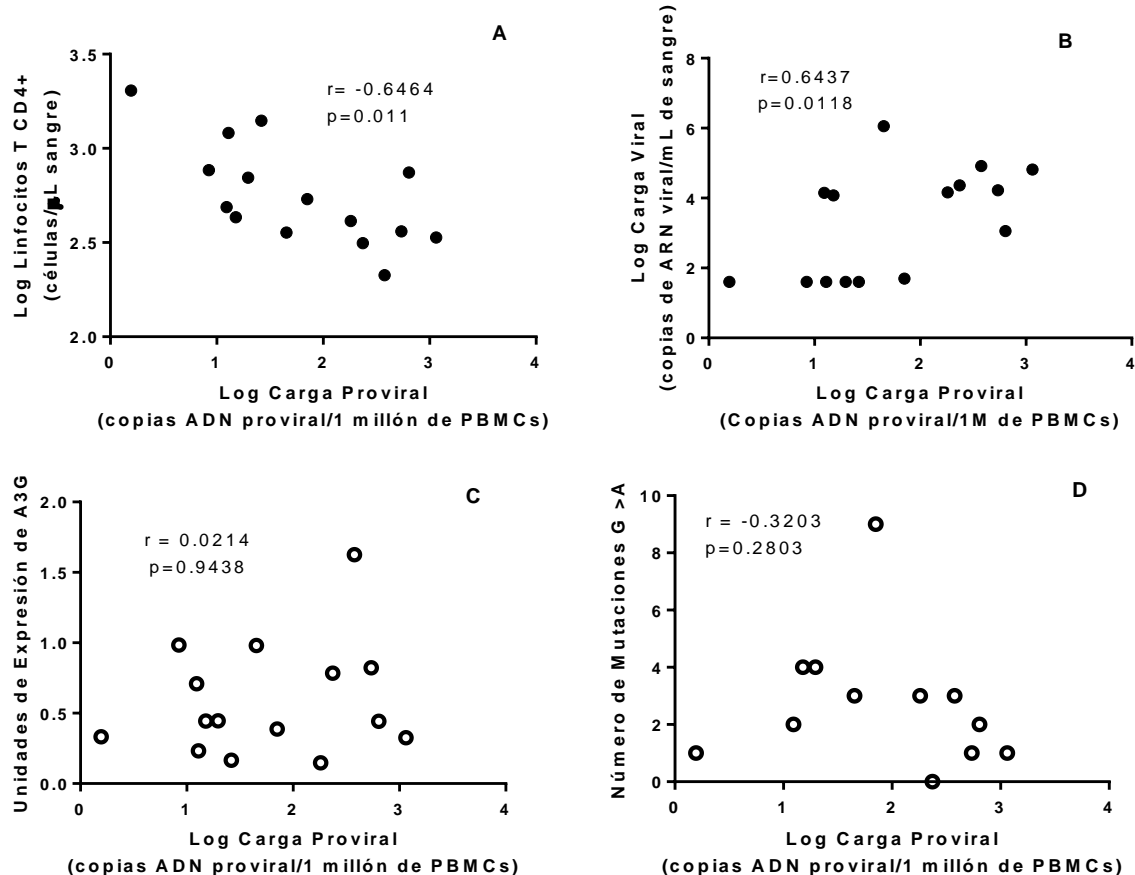 A
3.5
3.0
2.5
2.0
0
1
2
3
4
r= -0.6464
p=0.011
Log Linfocitos T CD4+
(células/µL sangre)
Log Carga Proviral
(copias ADN proviral/1 millón de PBMCs)
B
8
6
4
2
0
0
1
2
3
4
r=0.6437
p=0.0118
Log Carga Viral
(copias de ARN viral/mL de sangre)
Log Carga Proviral
(Copias ADN proviral/1M de PBMCs)
C
2.0
1.5
1.0
0.5
0.0
0
1
2
3
4
r = 0.0214
p=0.9438
Unidades de Expresión de A3G
Log Carga Proviral
(copias ADN proviral/1 millón de PBMCs)
D
10
8
6
4
2
0
0
1
2
3
4
r = -0.3203
p=0.2803
Número de Mutaciones G >A
Log Carga Proviral
(copias ADN proviral/1 millón de PBMCs)